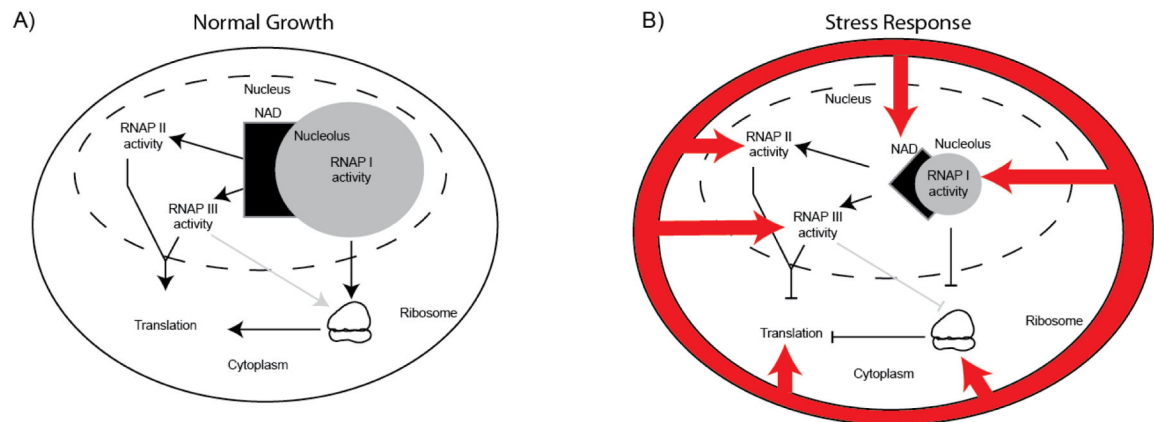 A)
Normal Growth
Nucleus
NAD
RNAP II
activity
Nucleolus
RNAP I
activity
RNAP III
activity
Ribosome
Translation
Cytoplasm
B)
Stress Response
Nucleus
RNAP II
activity
NAD
Nucleolus
RNAP I
activity
RNAP III
activity
Ribosome
Translation
Cytoplasm